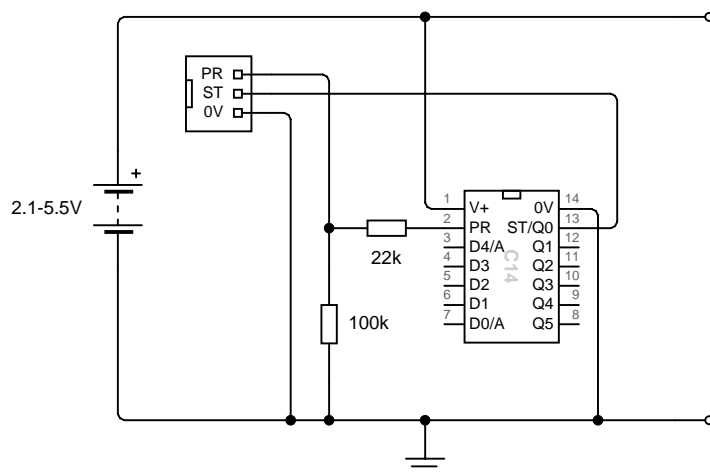 PR
ST
0V
+
2.1-5.5V
22k
100k
1 V+ 0V 14
2 PR ST/Q0 13
3 D4/A Q1 12
4 D3 Q2 11
5 D2 Q3 10
6 D1 Q4 9
7 D0/A Q5 8
C14